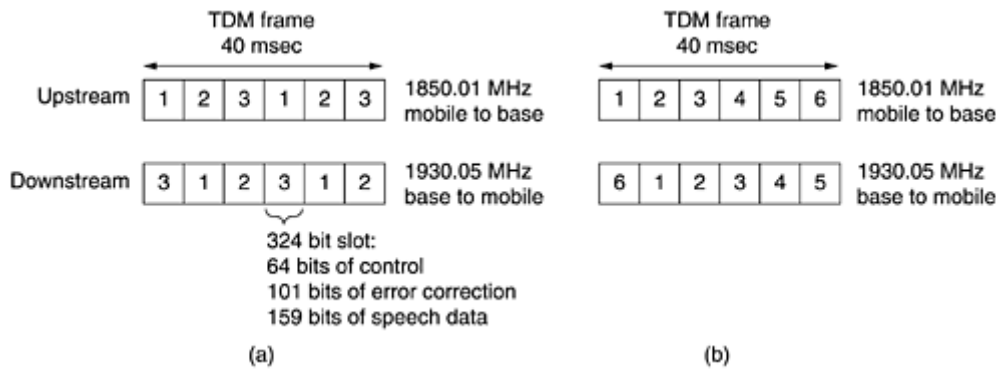 TDM frame
40 msec
Upstream 1 2 3 1 2 3 1850.01 MHz
mobile to base
Downstream 3 1 2 3 1 2 1930.05 MHz
base to mobile
324 bit slot:
64 bits of control
101 bits of error correction
159 bits of speech data
(a)
TDM frame
40 msec
1 2 3 4 5 6 1850.01 MHz
mobile to base
6 1 2 3 4 5 1930.05 MHz
base to mobile
(b)